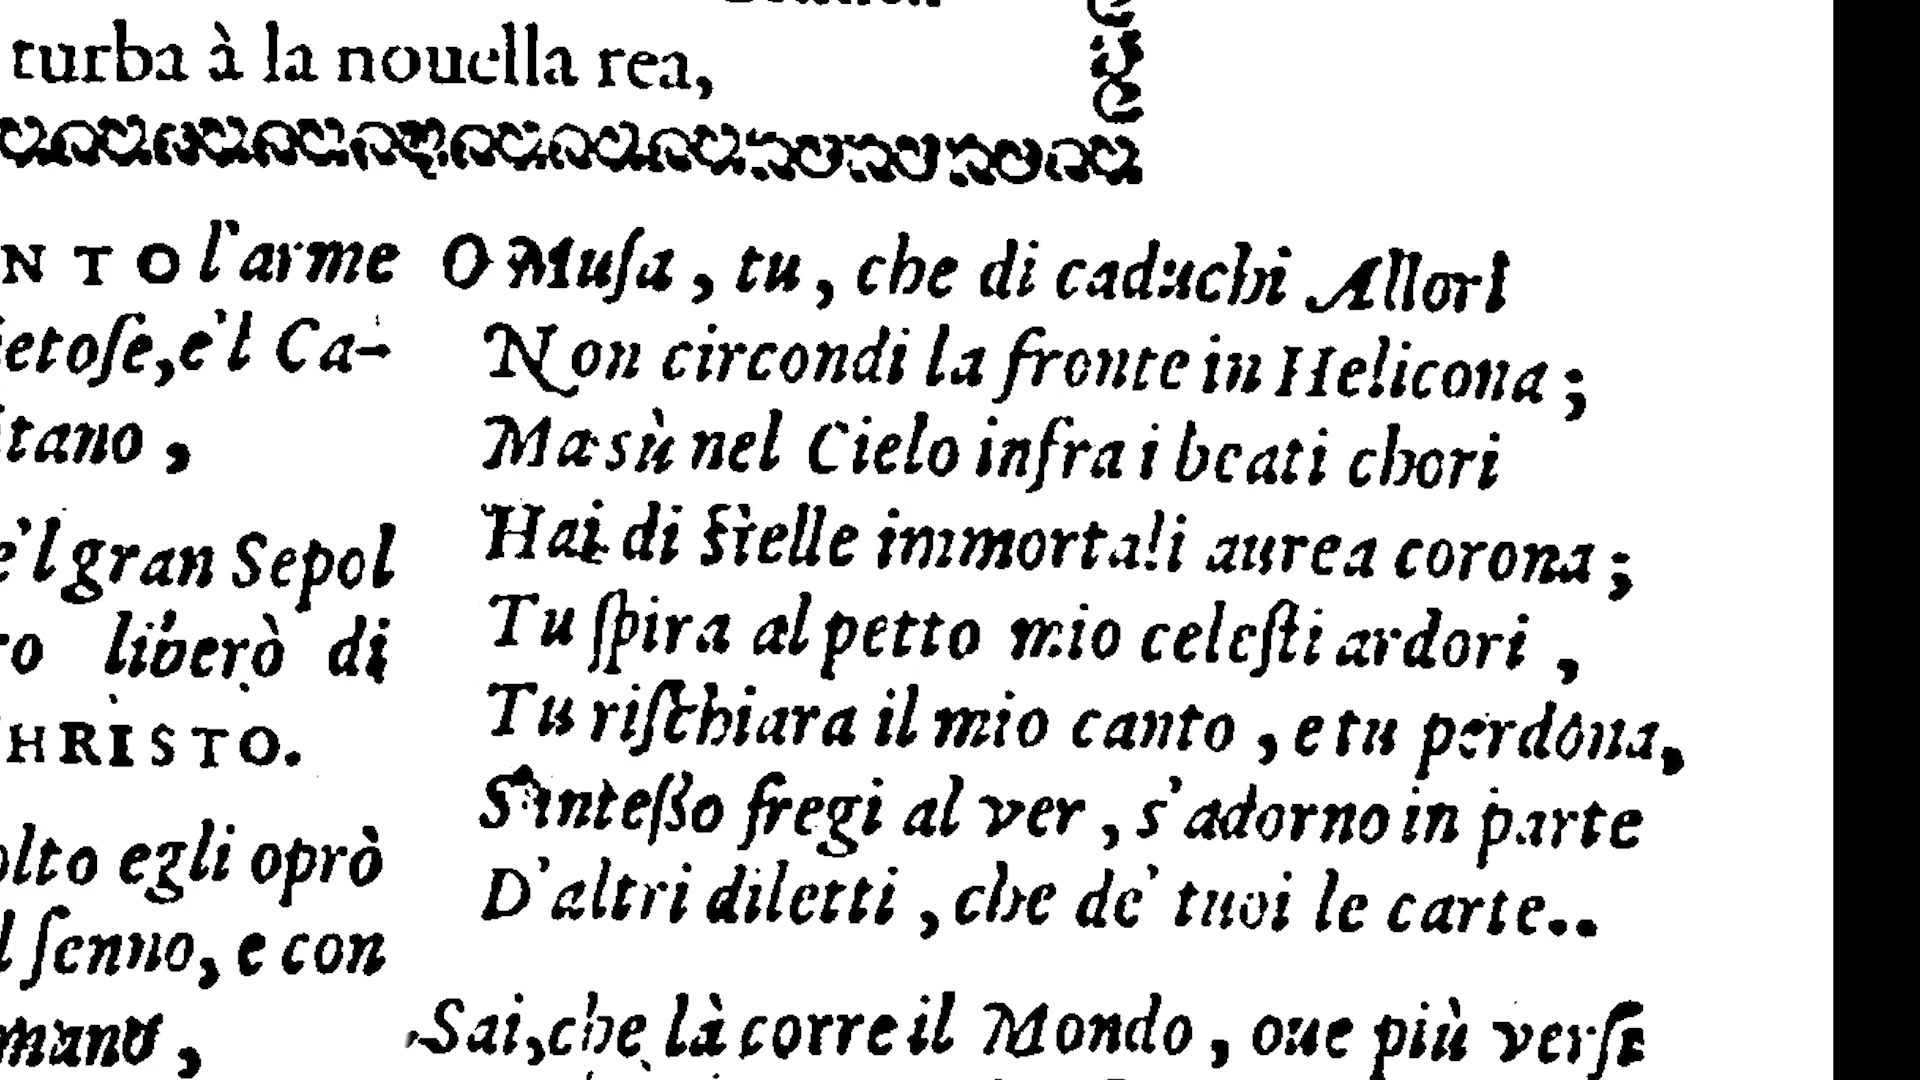 turba à la nouella rea,
NTO l'arme
etoſe, e'l Ca-
tano,
e'l gran Sepol
ro liberò di
HRISTO.
olto egli oprò
l ſenno, e con
mano,
O Muſa, tu, che di caduchi Allori
Non circondi la fronte in Helicona;
Ma sù nel Cielo infra i beati chori
Hai di ſtelle immortali aurea corona;
Tu ſpira al petto mio celeſti ardori,
Tu riſchiara il mio canto, e tu perdona,
S'inteſſo fregi al ver, s'adorno in parte
D'altri diletti, che de' tuoi le carte..
Sai, che là corre il Mondo, oue più verſe